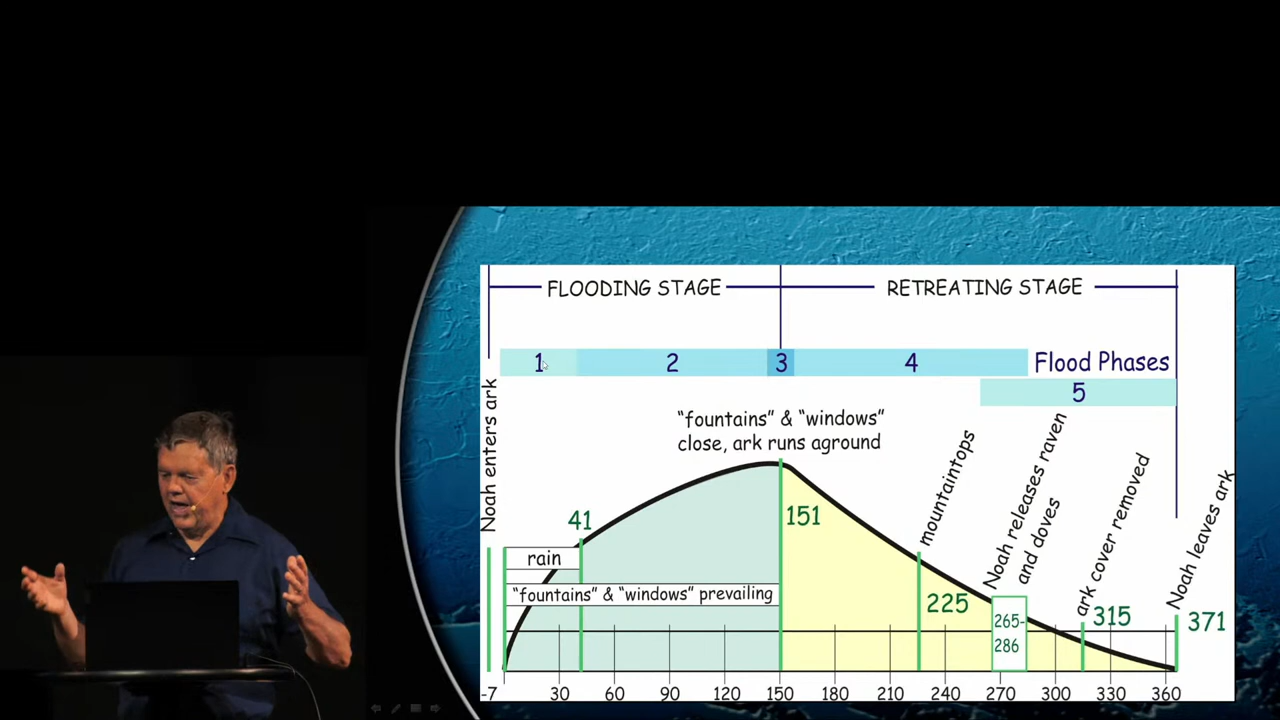 FLOODING STAGE
RETREATING STAGE
1
2
3
4
Flood Phases
5
Noah enters ark
“fountains” & “windows”
close, ark runs aground
mountaintops
Noah releases raven
and doves
ark cover removed
Noah leaves ark
41
151
rain
“fountains” & “windows” prevailing
225
265-
286
315
371
-7
30
60
90
120
150
180
210
240
270
300
330
360